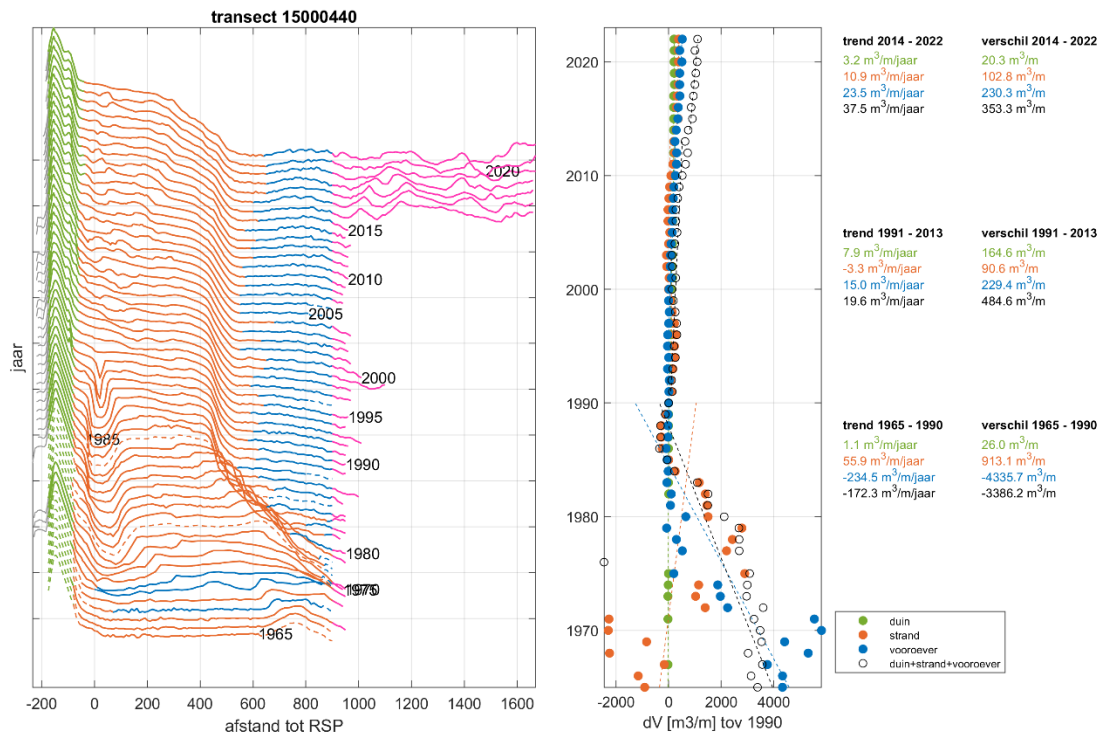 transect 15000440
jaar
2020
2015
2010
2005
2000
1995
1990
1985
1980
1975
1970
1965
-200 0 200 400 600 800 1000 1200 1400 1600
afstand tot RSP
2020
2010
2000
1990
1980
1970
-2000 0 2000 4000
dV [m3/m] tov 1990
trend 2014 - 2022 verschil 2014 - 2022
3.2 m³/m/jaar 20.3 m³/m
10.9 m³/m/jaar 102.8 m³/m
23.5 m³/m/jaar 230.3 m³/m
37.5 m³/m/jaar 353.3 m³/m
trend 1991 - 2013 verschil 1991 - 2013
7.9 m³/m/jaar 164.6 m³/m
-3.3 m³/m/jaar 90.6 m³/m
15.0 m³/m/jaar 229.4 m³/m
19.6 m³/m/jaar 484.6 m³/m
trend 1965 - 1990 verschil 1965 - 1990
1.1 m³/m/jaar 26.0 m³/m
55.9 m³/m/jaar 913.1 m³/m
-234.5 m³/m/jaar -4335.7 m³/m
-172.3 m³/m/jaar -3386.2 m³/m
duin
strand
vooroever
duin+strand+vooroever